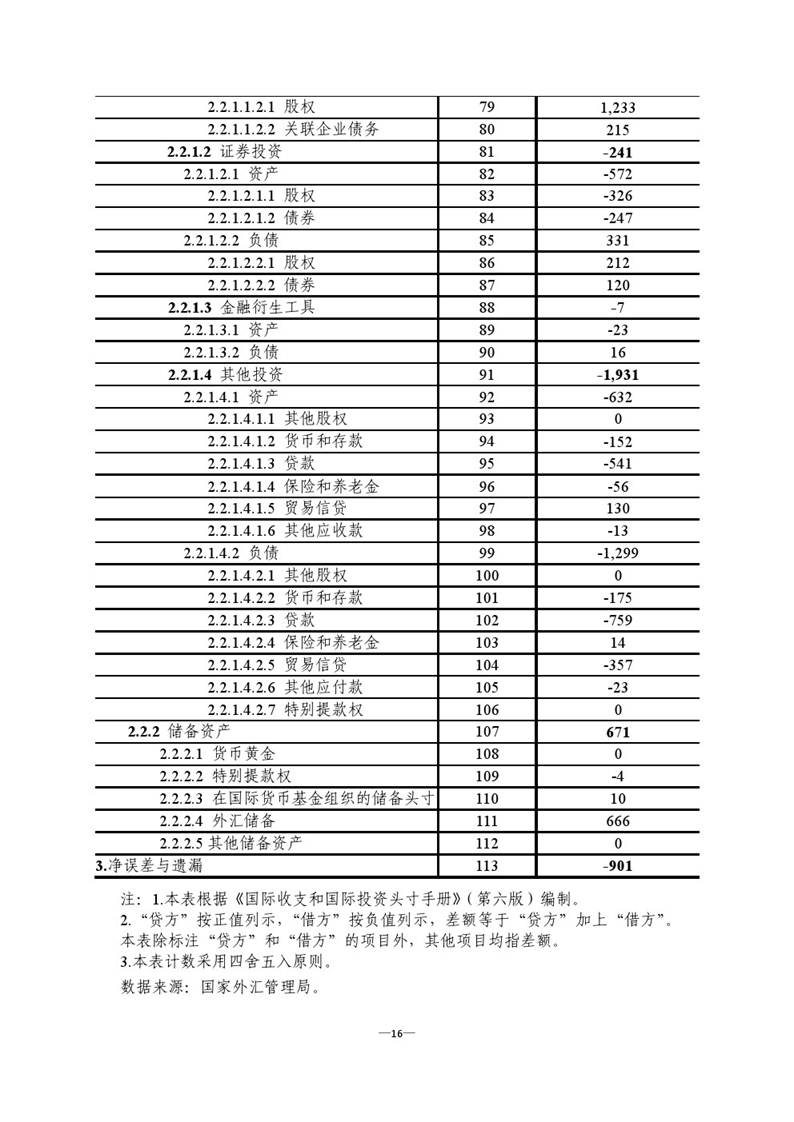 2.2.1.1.2.1 股权 79 1,233
2.2.1.1.2.2 关联企业债务 80 215
2.2.1.2 证券投资 81 -241
2.2.1.2.1 资产 82 -572
2.2.1.2.1.1 股权 83 -326
2.2.1.2.1.2 债券 84 -247
2.2.1.2.2 负债 85 331
2.2.1.2.2.1 股权 86 212
2.2.1.2.2.2 债券 87 120
2.2.1.3 金融衍生工具 88 -7
2.2.1.3.1 资产 89 -23
2.2.1.3.2 负债 90 16
2.2.1.4 其他投资 91 -1,931
2.2.1.4.1 资产 92 -632
2.2.1.4.1.1 其他股权 93 0
2.2.1.4.1.2 货币和存款 94 -152
2.2.1.4.1.3 贷款 95 -541
2.2.1.4.1.4 保险和养老金 96 -56
2.2.1.4.1.5 贸易信贷 97 130
2.2.1.4.1.6 其他应收款 98 -13
2.2.1.4.2 负债 99 -1,299
2.2.1.4.2.1 其他股权 100 0
2.2.1.4.2.2 货币和存款 101 -175
2.2.1.4.2.3 贷款 102 -759
2.2.1.4.2.4 保险和养老金 103 14
2.2.1.4.2.5 贸易信贷 104 -357
2.2.1.4.2.6 其他应付款 105 -23
2.2.1.4.2.7 特别提款权 106 0
2.2.2 储备资产 107 671
2.2.2.1 货币黄金 108 0
2.2.2.2 特别提款权 109 -4
2.2.2.3 在国际货币基金组织的储备头寸 110 10
2.2.2.4 外汇储备 111 666
2.2.2.5 其他储备资产 112 0
3.净误差与遗漏 113 -901
注：1.本表根据《国际收支和国际投资头寸手册》（第六版）编制。
2. “贷方”按正值列示，“借方”按负值列示，差额等于“贷方”加上“借方”。
本表除标注“贷方”和“借方”的项目外，其他项目均指差额。
3.本表计数采用四舍五入原则。
数据来源：国家外汇管理局。
—16—